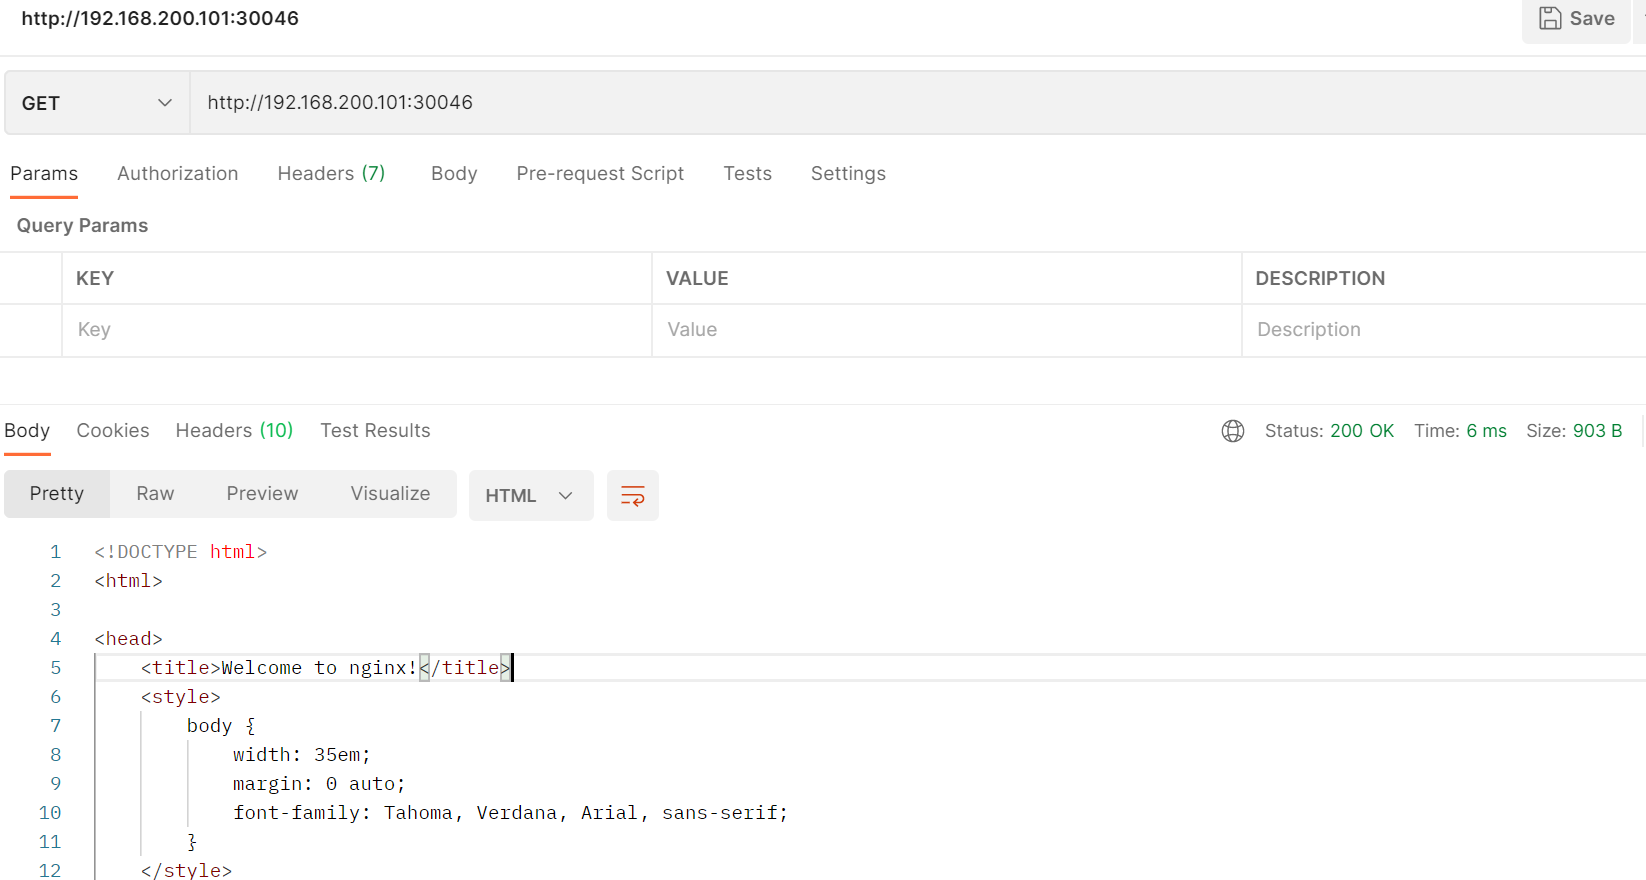 http://192.168.200.101:30046
Save
GET
http://192.168.200.101:30046
Params Authorization Headers (7) Body Pre-request Script Tests Settings
Query Params
KEY VALUE DESCRIPTION
Key Value Description
Body Cookies Headers (10) Test Results Status: 200 OK Time: 6 ms Size: 903 B
Pretty Raw Preview Visualize HTML
1 <!DOCTYPE html>
2 <html>
3
4 <head>
5 <title>Welcome to nginx!</title>
6 <style>
7 body {
8 width: 35em;
9 margin: 0 auto;
10 font-family: Tahoma, Verdana, Arial, sans-serif;
11 }
12 </style>